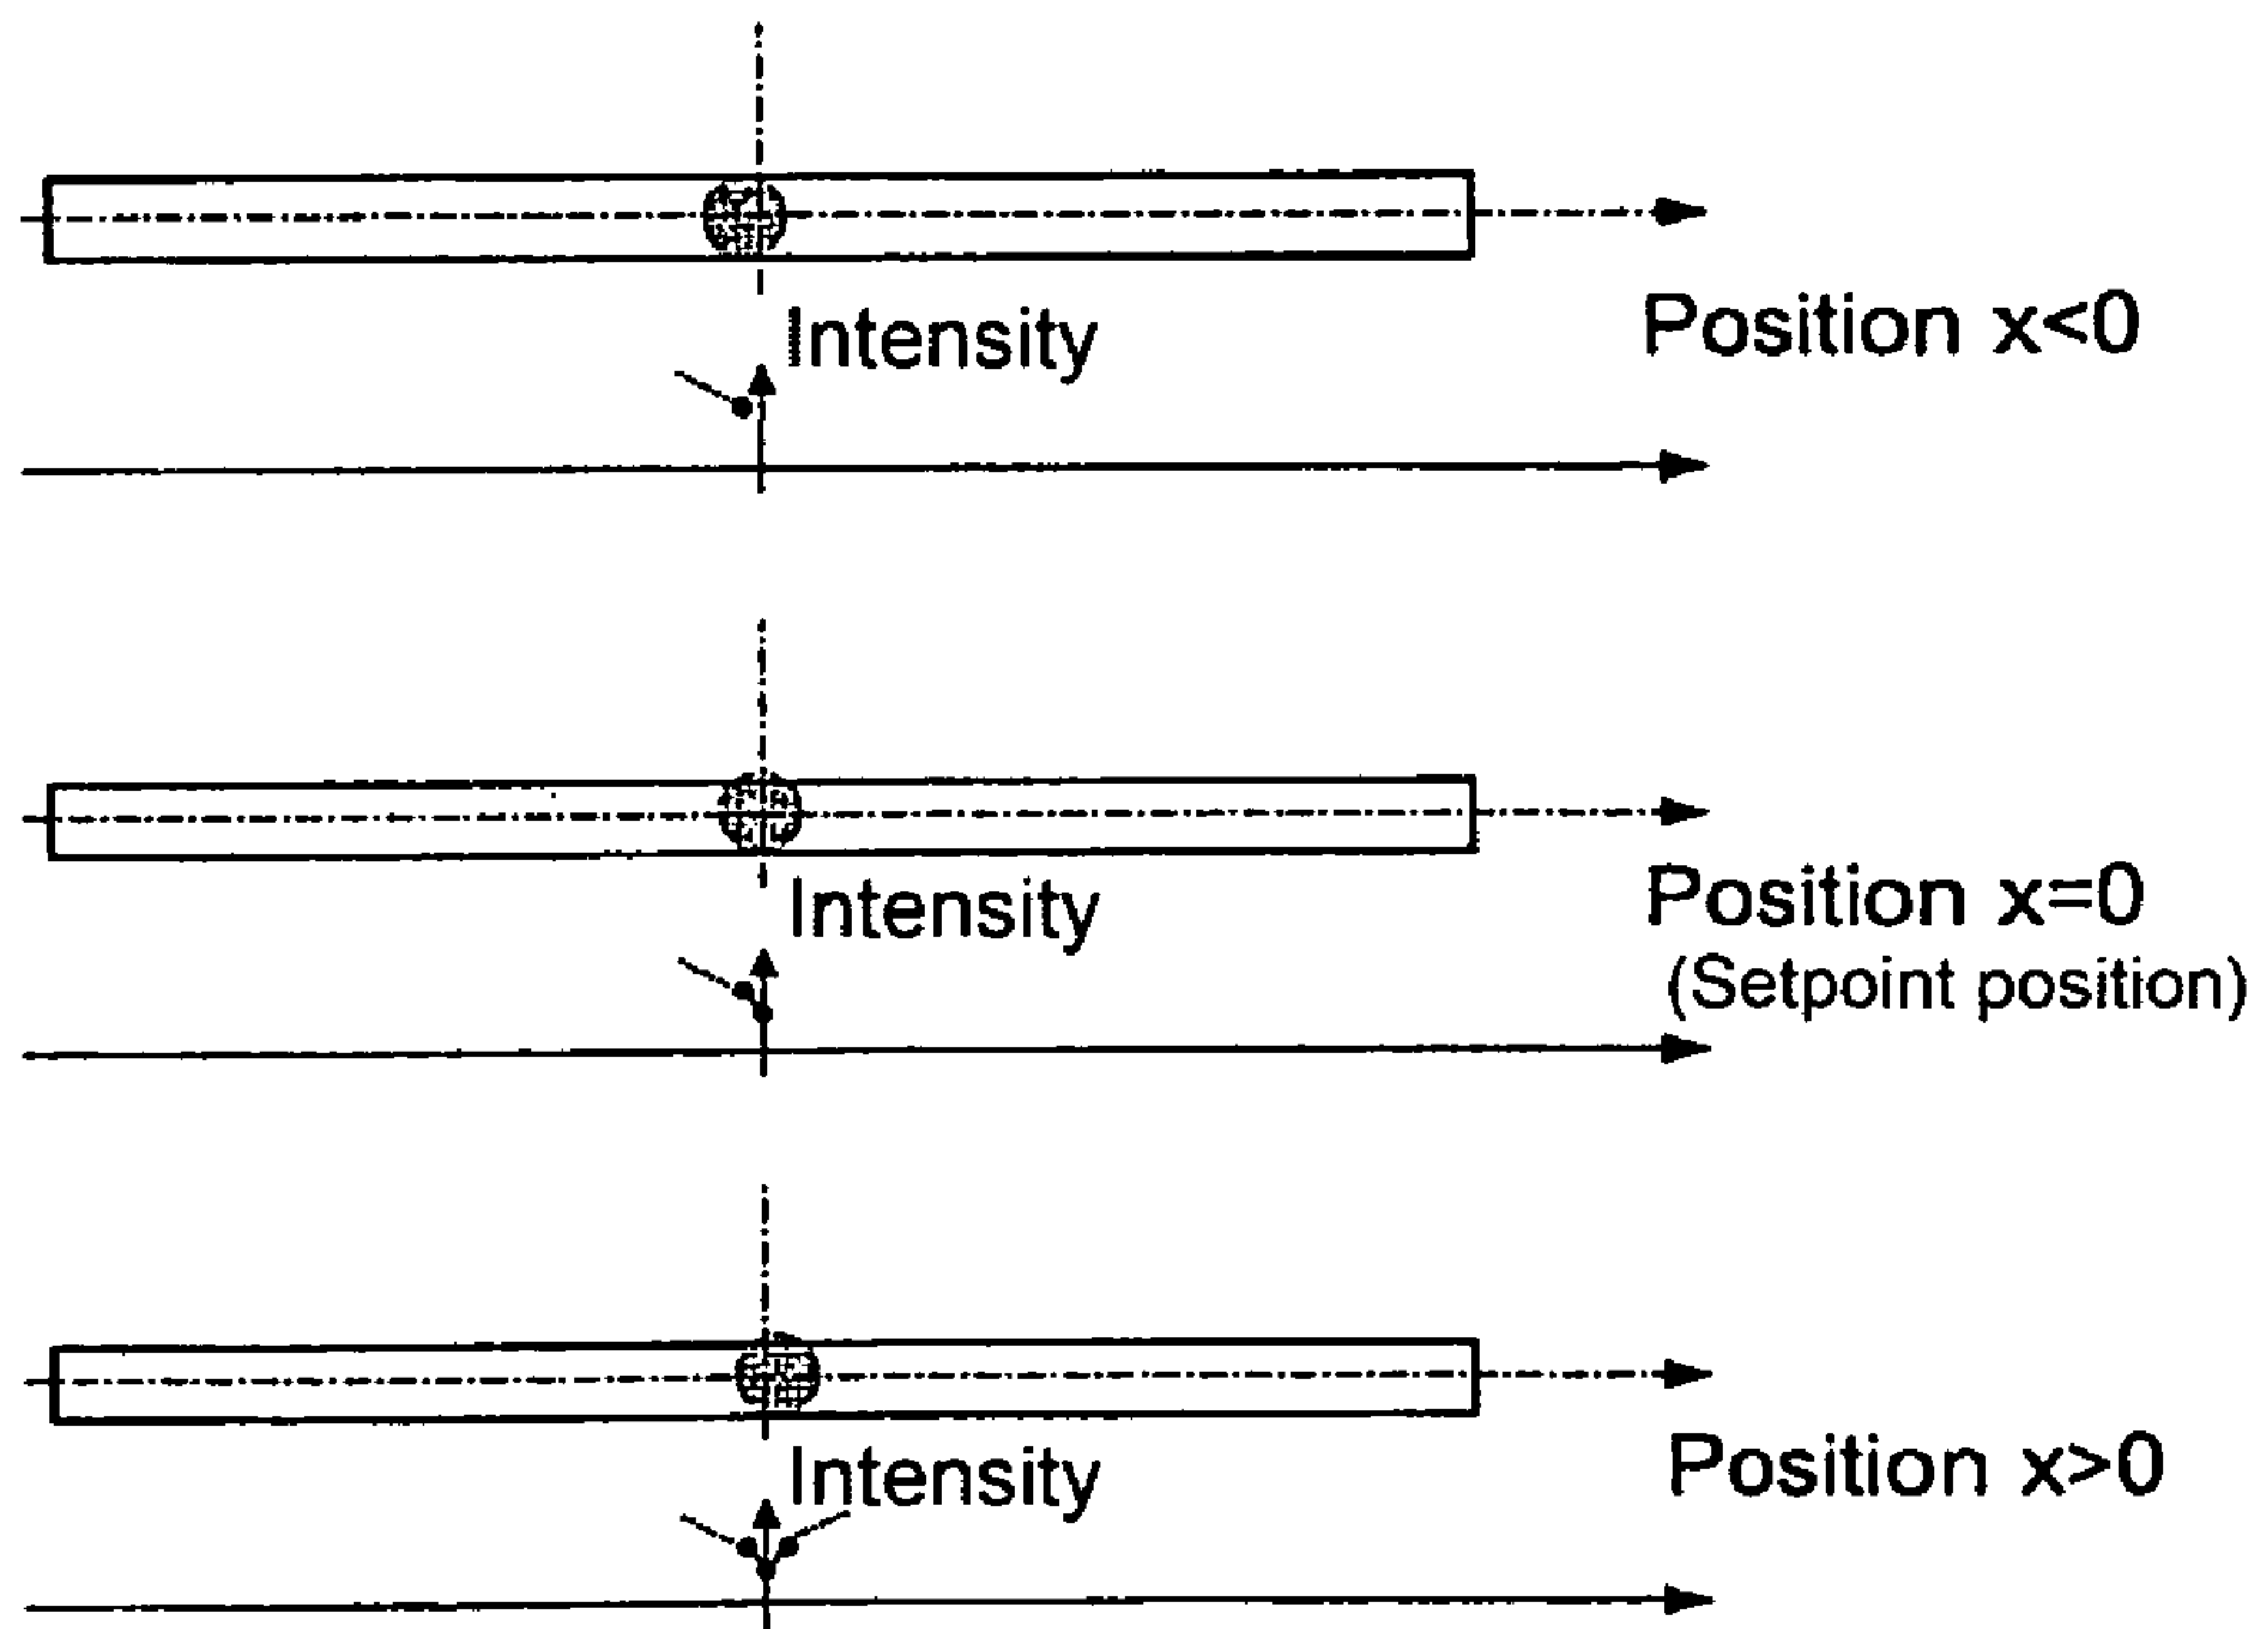 Intensity
Position x<0
Intensity
Position x=0
(Setpoint position)
Intensity
Position x>0